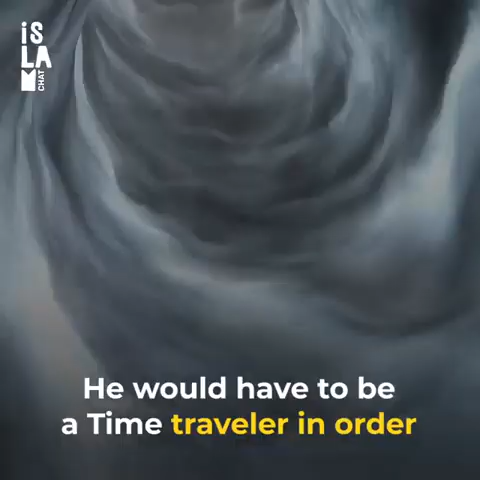 iS
LA
M CHAT
He would have to be
a Time traveler in order